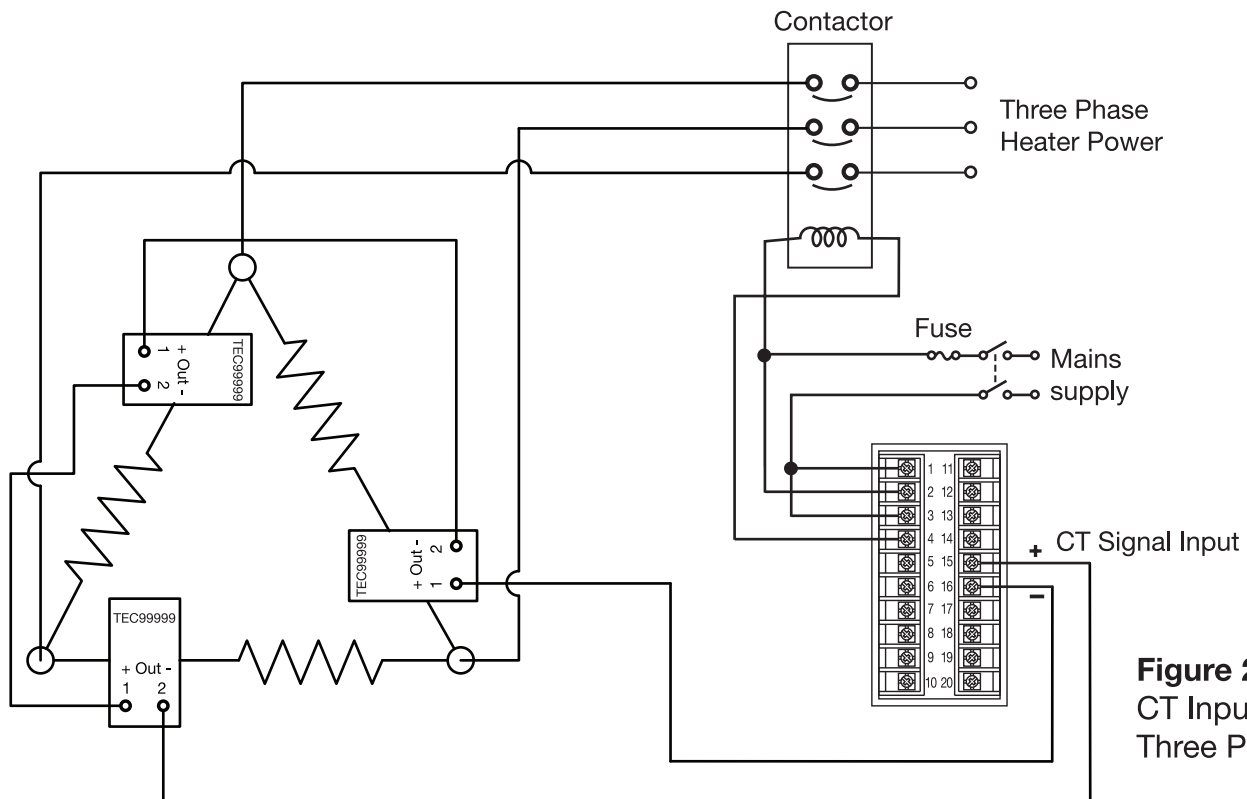 Contactor
Three Phase
Heater Power
Fuse
Mains
supply
TEC99999
1
2
+ Out -
TEC99999
2
1
+ Out -
TEC99999
+ Out -
1 2
1 11
2 12
3 13
4 14
5 15
6 16
7 17
8 18
9 19
10 20
+
CT Signal Input
−
Figure 2
CT Inpu
Three P